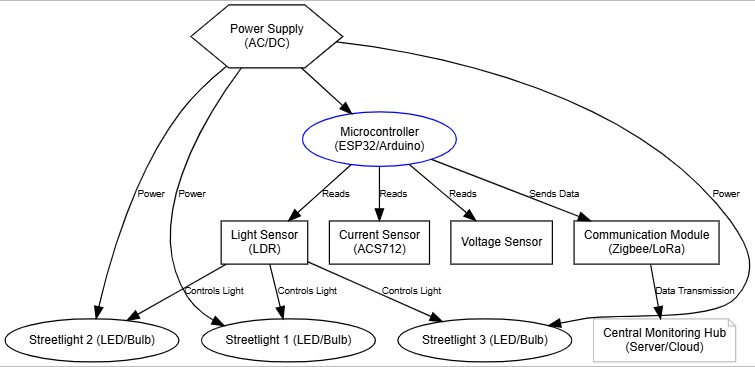 Power Supply
(AC/DC)
Microcontroller
(ESP32/Arduino)
Power
Power
Reads
Reads
Reads
Sends Data
Power
Light Sensor
(LDR)
Current Sensor
(ACS712)
Voltage Sensor
Communication Module
(Zigbee/LoRa)
Controls Light
Controls Light
Controls Light
Data Transmission
Streetlight 2 (LED/Bulb)
Streetlight 1 (LED/Bulb)
Streetlight 3 (LED/Bulb)
Central Monitoring Hub
(Server/Cloud)